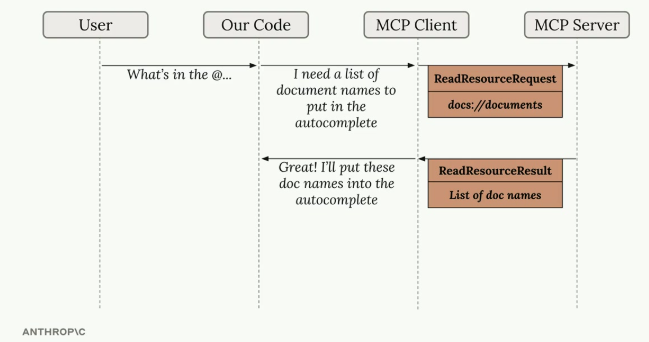 User
Our Code
MCP Client
MCP Server
What's in the @...
I need a list of
document names to
put in the
autocomplete
ReadResourceRequest
docs://documents
Great! I'll put these
doc names into the
autocomplete
ReadResourceResult
List of doc names
ANTHROP\C